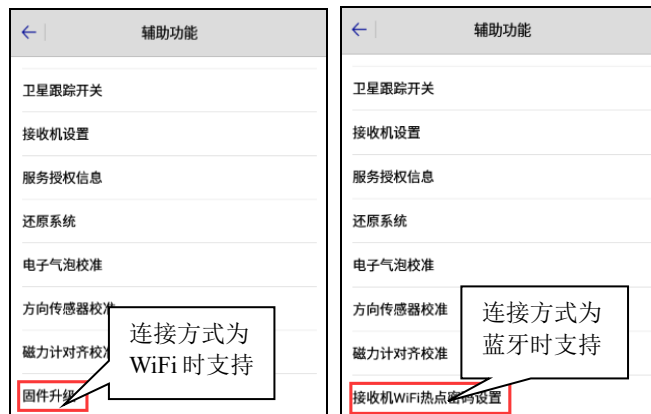 辅助功能
卫星跟踪开关
接收机设置
服务授权信息
还原系统
电子气泡校准
方向传感器校准
磁力计对齐校
固件升级
连接方式为
WiFi 时支持
辅助功能
卫星跟踪开关
接收机设置
服务授权信息
还原系统
电子气泡校准
方向传感器校准
磁力计对齐校准
接收机WiFi热点密码设置
连接方式为
蓝牙时支持